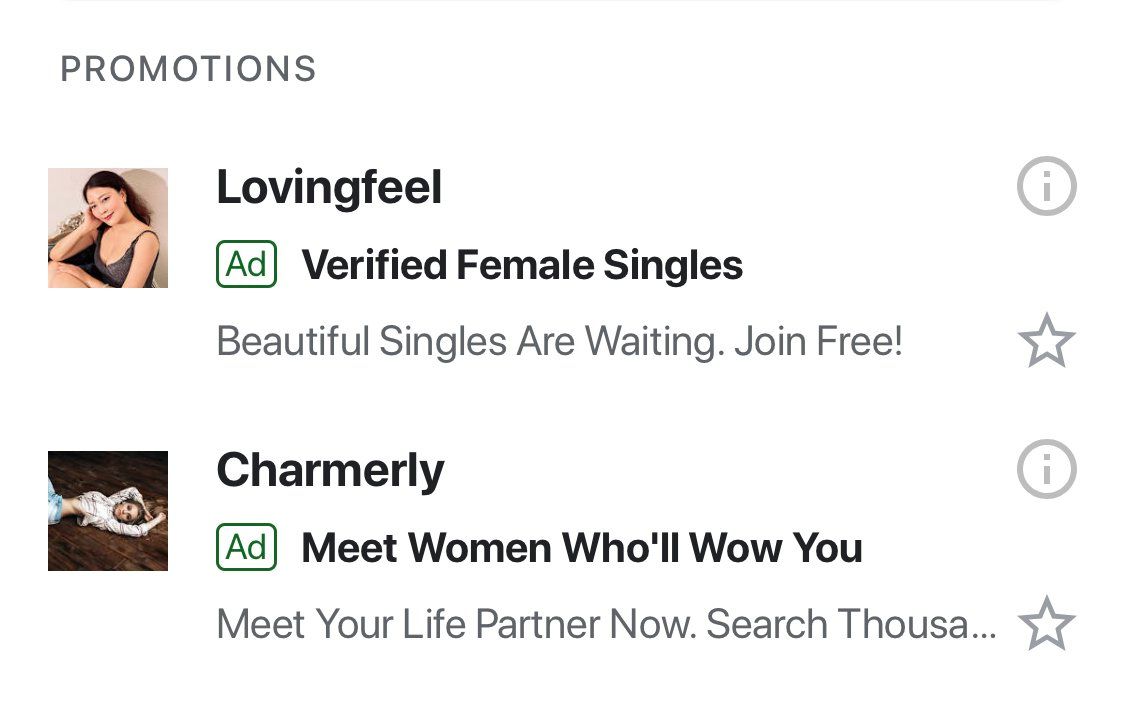 PROMOTIONS
Lovingfeel
Ad Verified Female Singles
Beautiful Singles Are Waiting. Join Free!
Charmerly
Ad Meet Women Who'll Wow You
Meet Your Life Partner Now. Search Thousa...